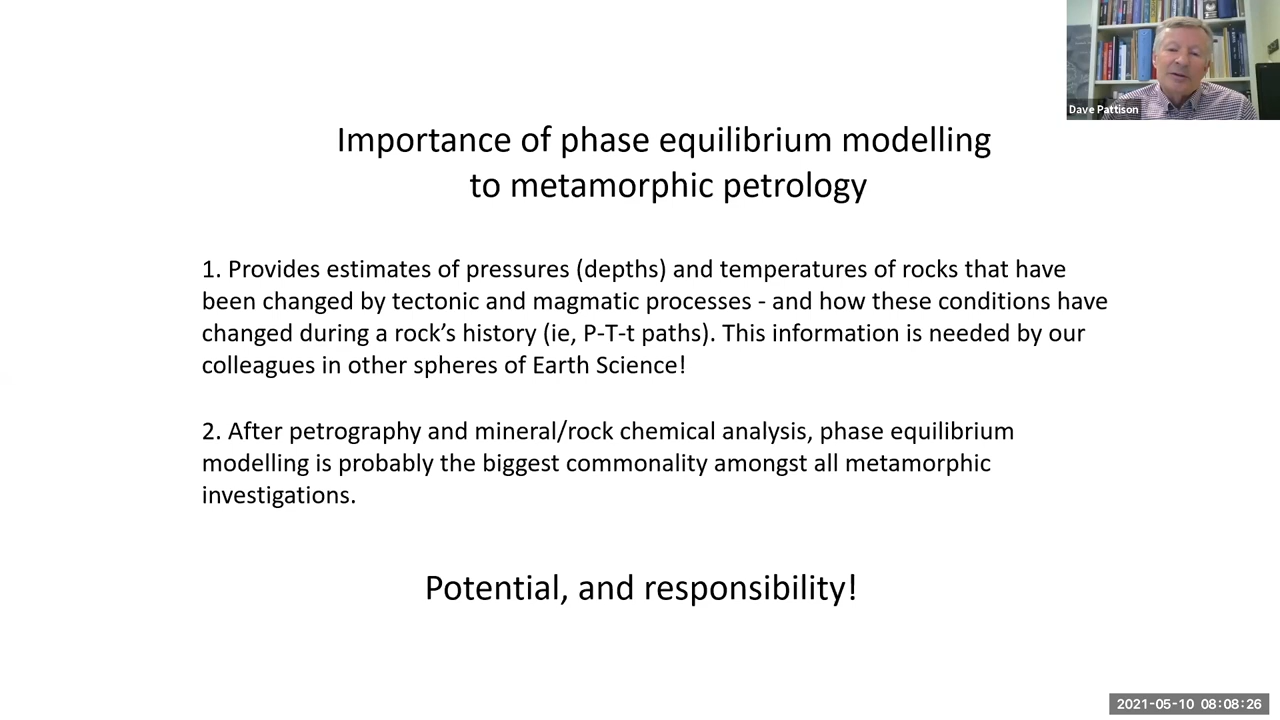 Dave Pattison
Importance of phase equilibrium modelling
to metamorphic petrology
1. Provides estimates of pressures (depths) and temperatures of rocks that have
been changed by tectonic and magmatic processes - and how these conditions have
changed during a rock’s history (ie, P-T-t paths). This information is needed by our
colleagues in other spheres of Earth Science!
2. After petrography and mineral/rock chemical analysis, phase equilibrium
modelling is probably the biggest commonality amongst all metamorphic
investigations.
Potential, and responsibility!
2021-05-10 08:08:26